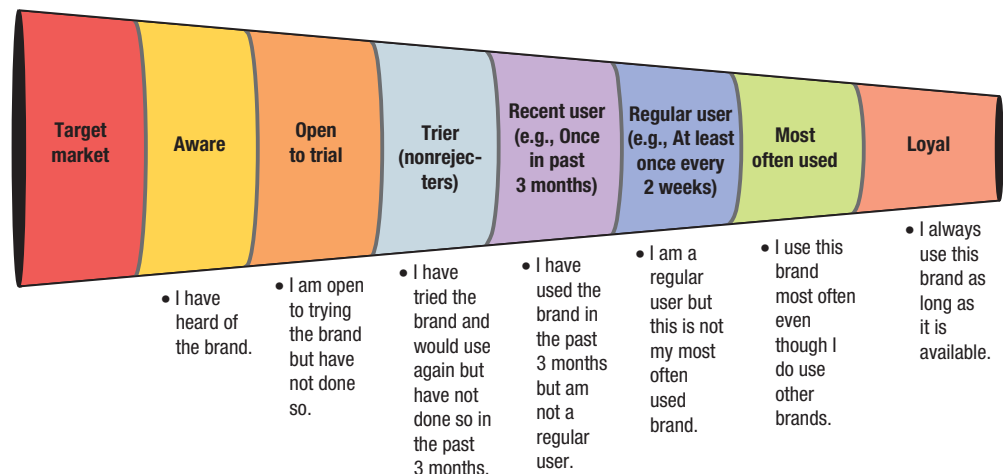 Target
market
Aware
Open
to trial
Trier
(nonrejec-
ters)
Recent user
(e.g., Once
in past
3 months)
Regular user
(e.g., At least
once every
2 weeks)
Most
often used
Loyal
• I have
heard of
the brand.
• I am open
to trying
the brand
but have
not done
so.
• I have
tried the
brand and
would use
again but
have not
done so in
the past
3 months.
• I have
used the
brand in
the past
3 months
but am
not a
regular
user.
• I am a
regular
user but
this is not
my most
often
used
brand.
• I use this
brand
most often
even
though I
do use
other
brands.
• I always
use this
brand as
long as
it is
available.